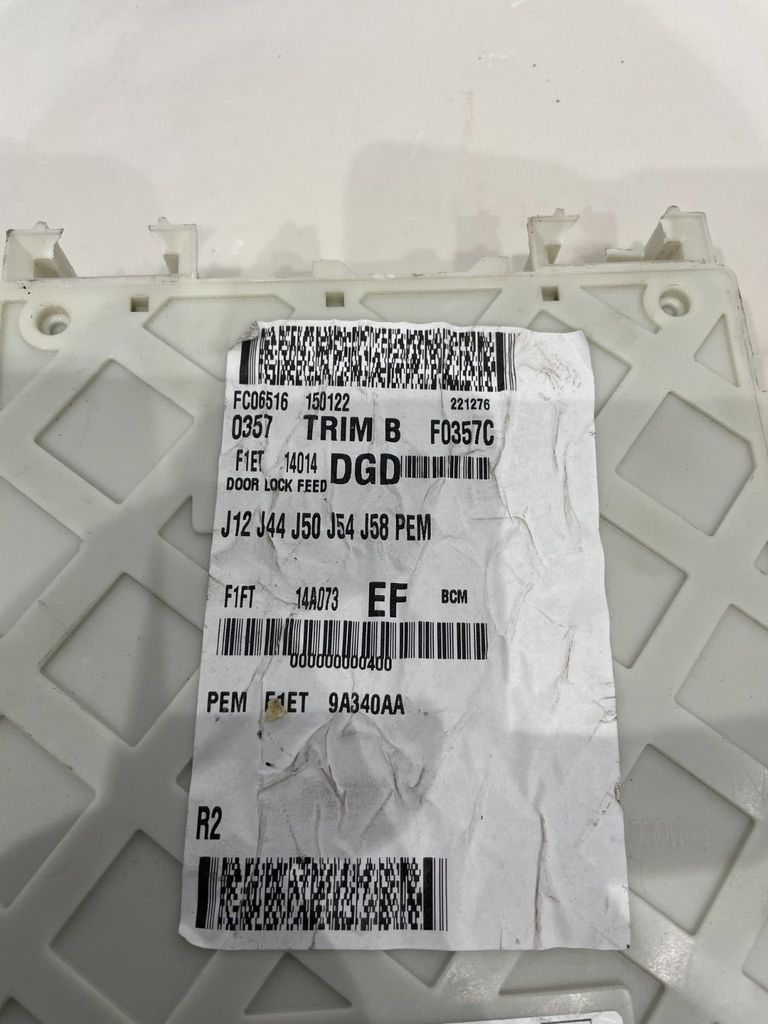 FC06516 150122 221276
0357 TRIM B F0357C
F1ET 14014 DGD
DOOR LOCK FEED
J12 J44 J50 J54 J58 PEM
F1FT 14A073 EF BCM
000000000400
PEM F1ET 9A340AA
R2